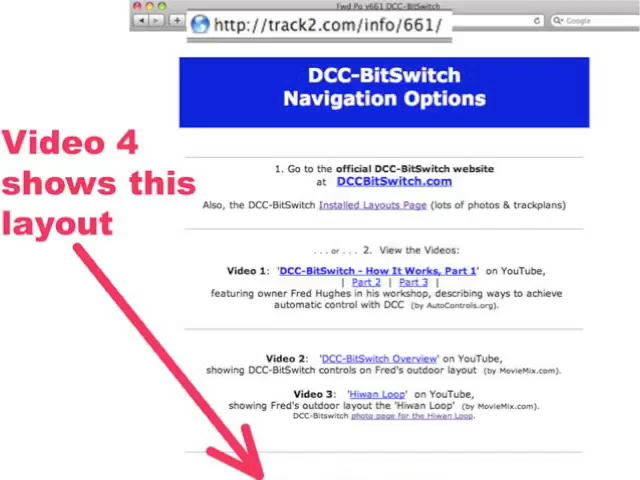 Fwd Po v661 DCC-BitSwitch
http://track2.com/info/661/
Google
DCC-BitSwitch
Navigation Options
Video 4
shows this
layout
1. Go to the official DCC-BitSwitch website
at DCCBitSwitch.com
Also, the DCC-BitSwitch Installed Layouts Page (lots of photos & trackplans)
. . . or . . . 2. View the Videos:
Video 1: 'DCC-BitSwitch - How It Works, Part 1' on YouTube,
| Part 2 | Part 3 |
featuring owner Fred Hughes in his workshop, describing ways to achieve
automatic control with DCC (by AutoControls.org).
Video 2: 'DCC-BitSwitch Overview' on YouTube,
showing DCC-BitSwitch controls on Fred's outdoor layout (by MovieMix.com).
Video 3: 'Hiwan Loop' on YouTube,
showing Fred's outdoor layout the 'Hiwan Loop' (by MovieMix.com).
DCC-Bitswitch photo page for the Hiwan Loop.